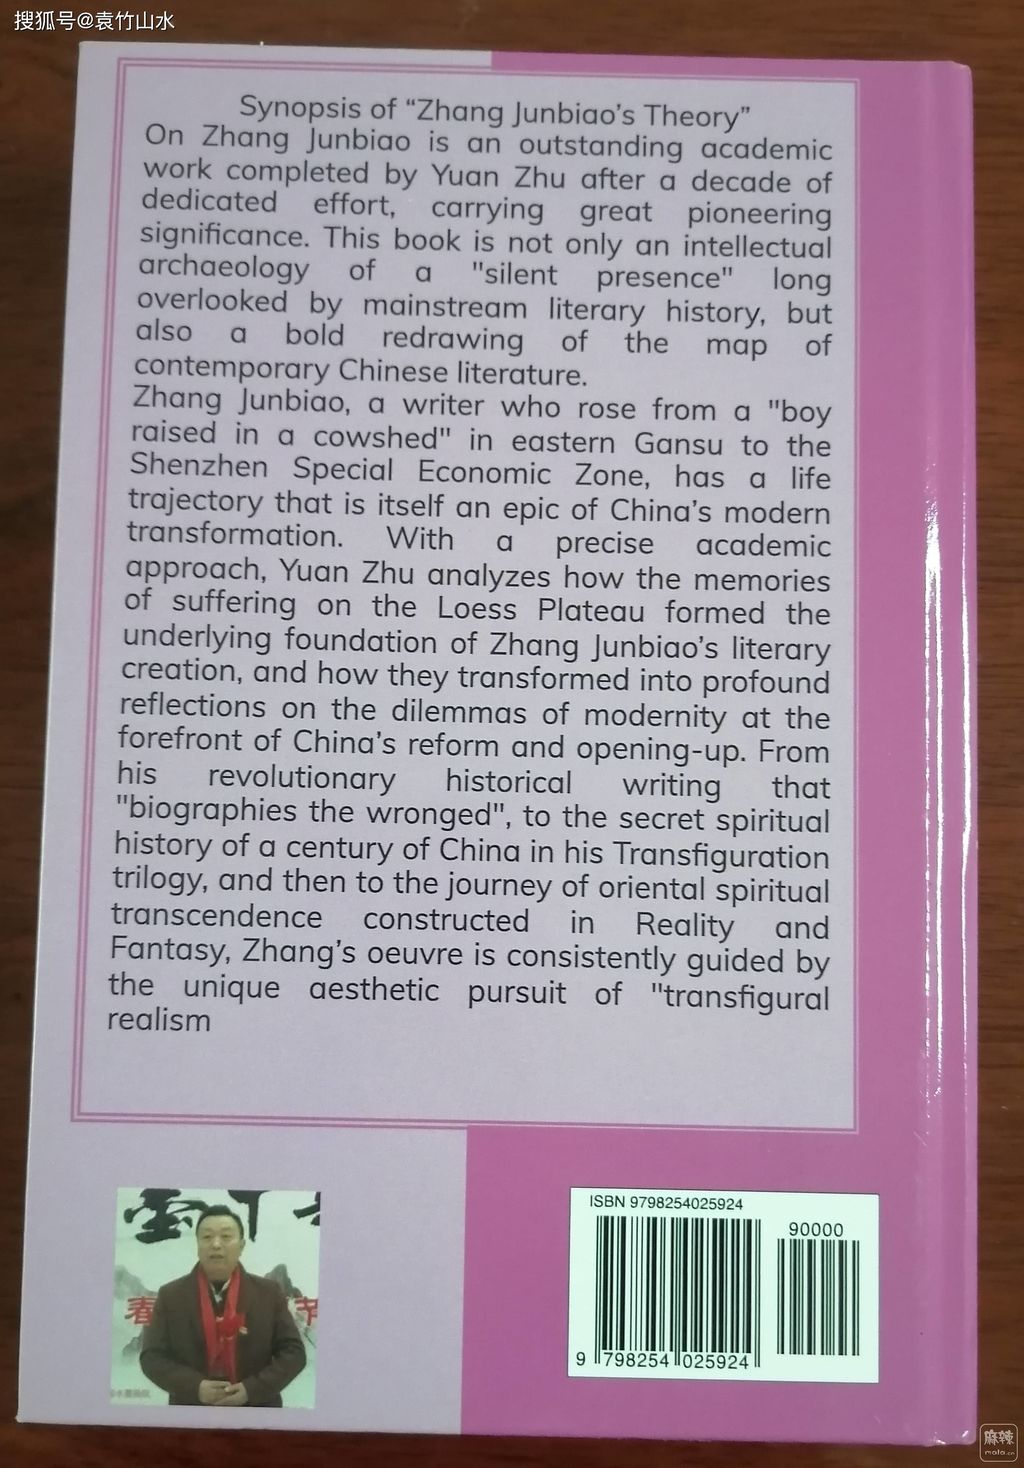 搜狐号@袁竹山水
Synopsis of “Zhang Junbiao’s Theory”
On Zhang Junbiao is an outstanding academic
work completed by Yuan Zhu after a decade of
dedicated effort, carrying great pioneering
significance. This book is not only an intellectual
archaeology of a "silent presence" long
overlooked by mainstream literary history, but
also a bold redrawing of the map of
contemporary Chinese literature.
Zhang Junbiao, a writer who rose from a "boy
raised in a cowshed" in eastern Gansu to the
Shenzhen Special Economic Zone, has a life
trajectory that is itself an epic of China’s modern
transformation. With a precise academic
approach, Yuan Zhu analyzes how the memories
of suffering on the Loess Plateau formed the
underlying foundation of Zhang Junbiao’s literary
creation, and how they transformed into profound
reflections on the dilemmas of modernity at the
forefront of China’s reform and opening-up. From
his revolutionary historical writing that
"biographies the wronged", to the secret spiritual
history of a century of China in his Transfiguration
trilogy, and then to the journey of oriental spiritual
transcendence constructed in Reality and
Fantasy, Zhang’s oeuvre is consistently guided by
the unique aesthetic pursuit of "transfigural
realism
春 节
ISBN 9798254025924
90000
9 798254 025924
麻辣
mala.cn